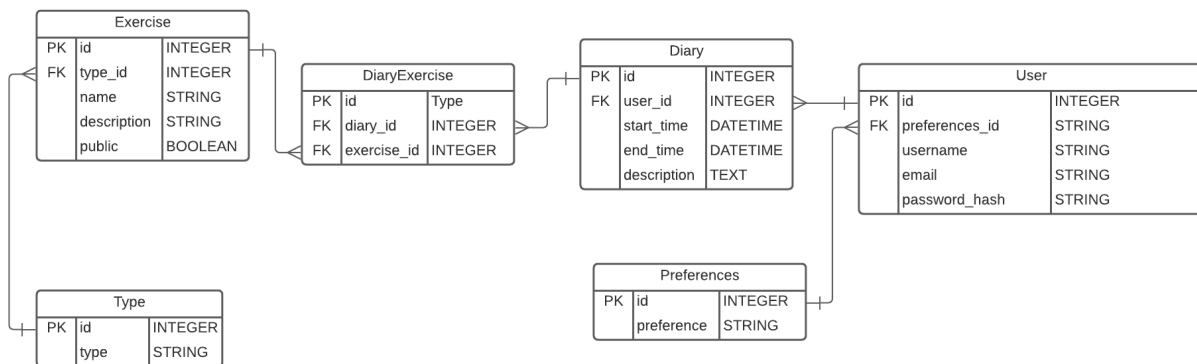 Exercise
PK id INTEGER
FK type_id INTEGER
name STRING
description STRING
public BOOLEAN
DiaryExercise
PK id Type
FK diary_id INTEGER
FK exercise_id INTEGER
Diary
PK id INTEGER
FK user_id INTEGER
start_time DATETIME
end_time DATETIME
description TEXT
User
PK id INTEGER
FK preferences_id STRING
username STRING
email STRING
password_hash STRING
Type
PK id INTEGER
type STRING
Preferences
PK id INTEGER
preference STRING